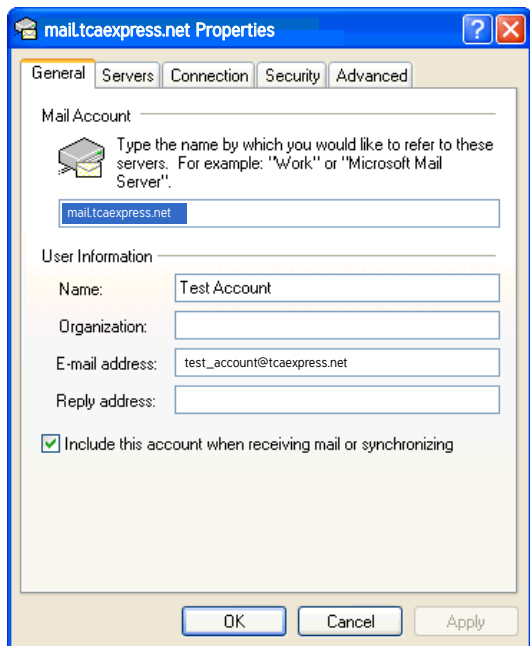 mail.tcaexpress.net Properties
?
General Servers Connection Security Advanced
Mail Account
Type the name by which you would like to refer to these
servers. For example: "Work" or "Microsoft Mail
Server".
mail.tcaexpress.net
User Information
Name: Test Account
Organization:
E-mail address: test_account@tcaexpress.net
Reply address:
Include this account when receiving mail or synchronizing
OK Cancel Apply